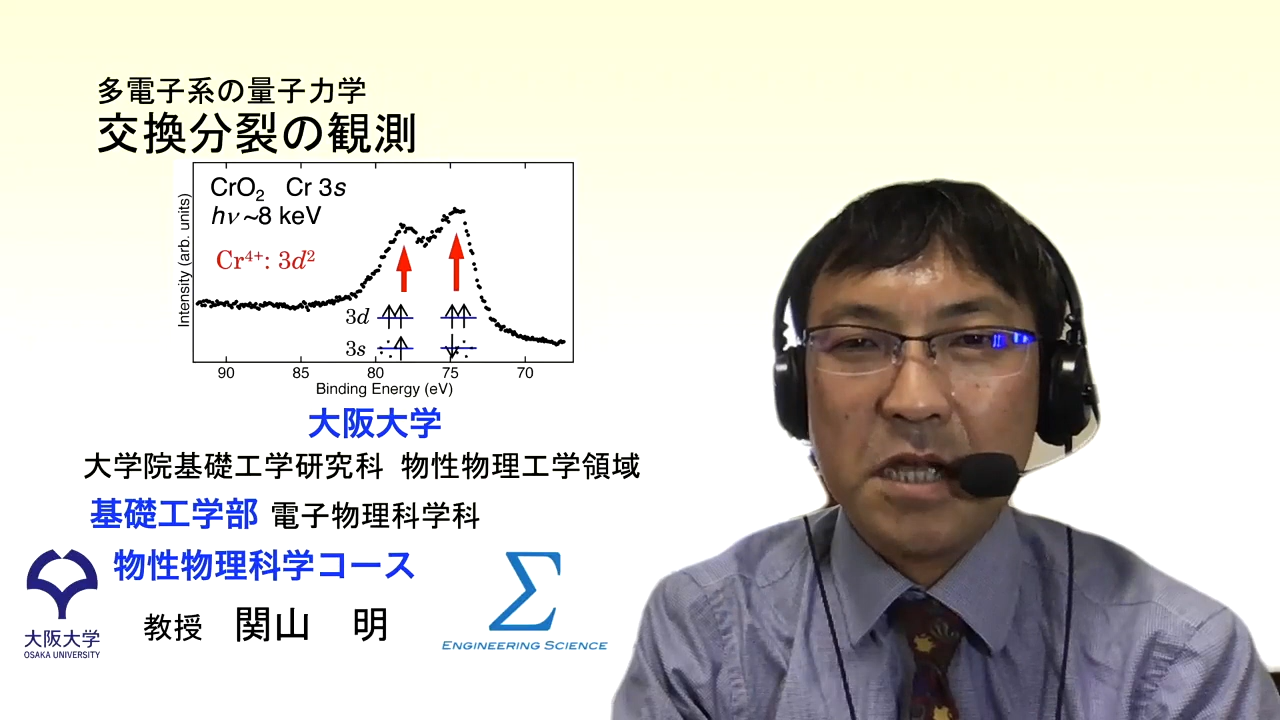 多電子系の量子力学
交換分裂の観測
CrO2 Cr 3s
hν ~8 keV
Cr4+: 3d2
Intensity (arb. units)
3d
3s
90 85 80 75 70
Binding Energy (eV)
大阪大学
大学院基礎工学研究科 物性物理工学領域
基礎工学部 電子物理科学科
物性物理科学コース
教授 関山 明
大阪大学
OSAKA UNIVERSITY
Σ
ENGINEERING SCIENCE